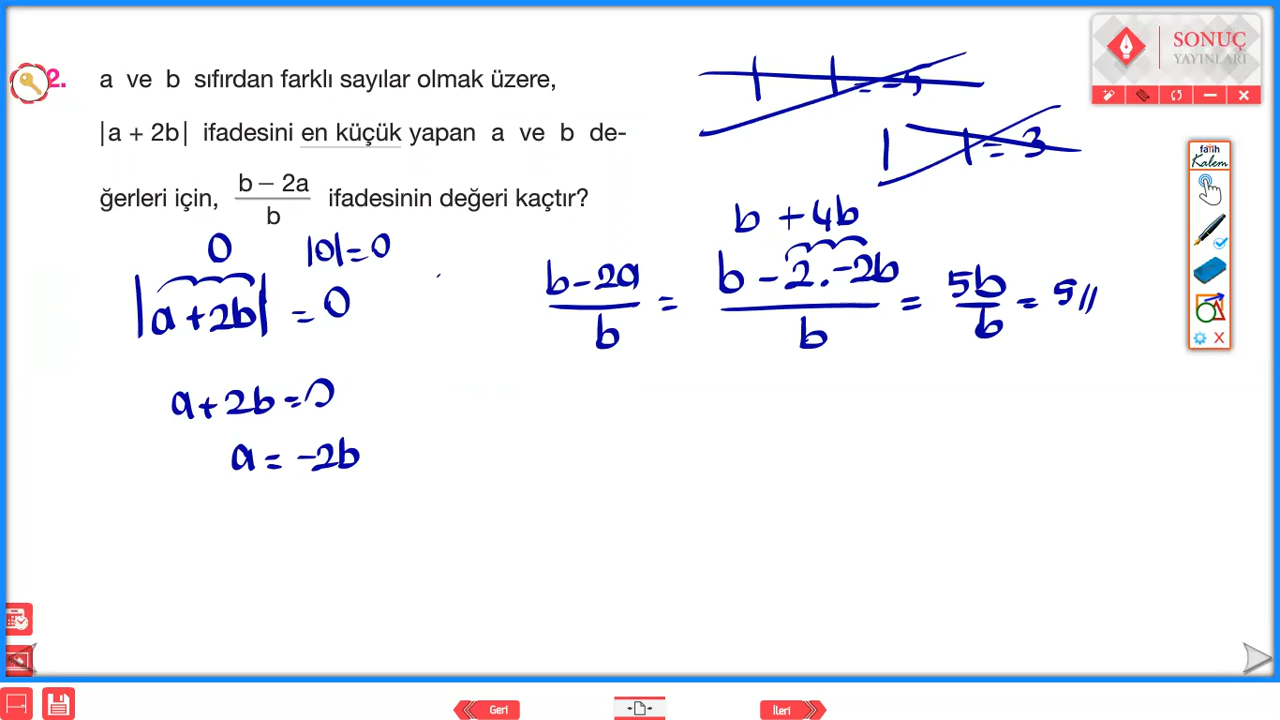 SONUÇ
YAYINLARI
2. a ve b sıfırdan farklı sayılar olmak üzere,
|a + 2b| ifadesini en küçük yapan a ve b de-
ğerleri için, (b – 2a)/b ifadesinin değeri kaçtır?
| | = -5
| | = 3
0 |0|=0
|a+2b| = 0
a+2b=0
a = -2b
b +4b
(b-2a)/b = (b-2.-2b)/b = 5b/b = 5//
fatih
Kalem
Geri
İleri